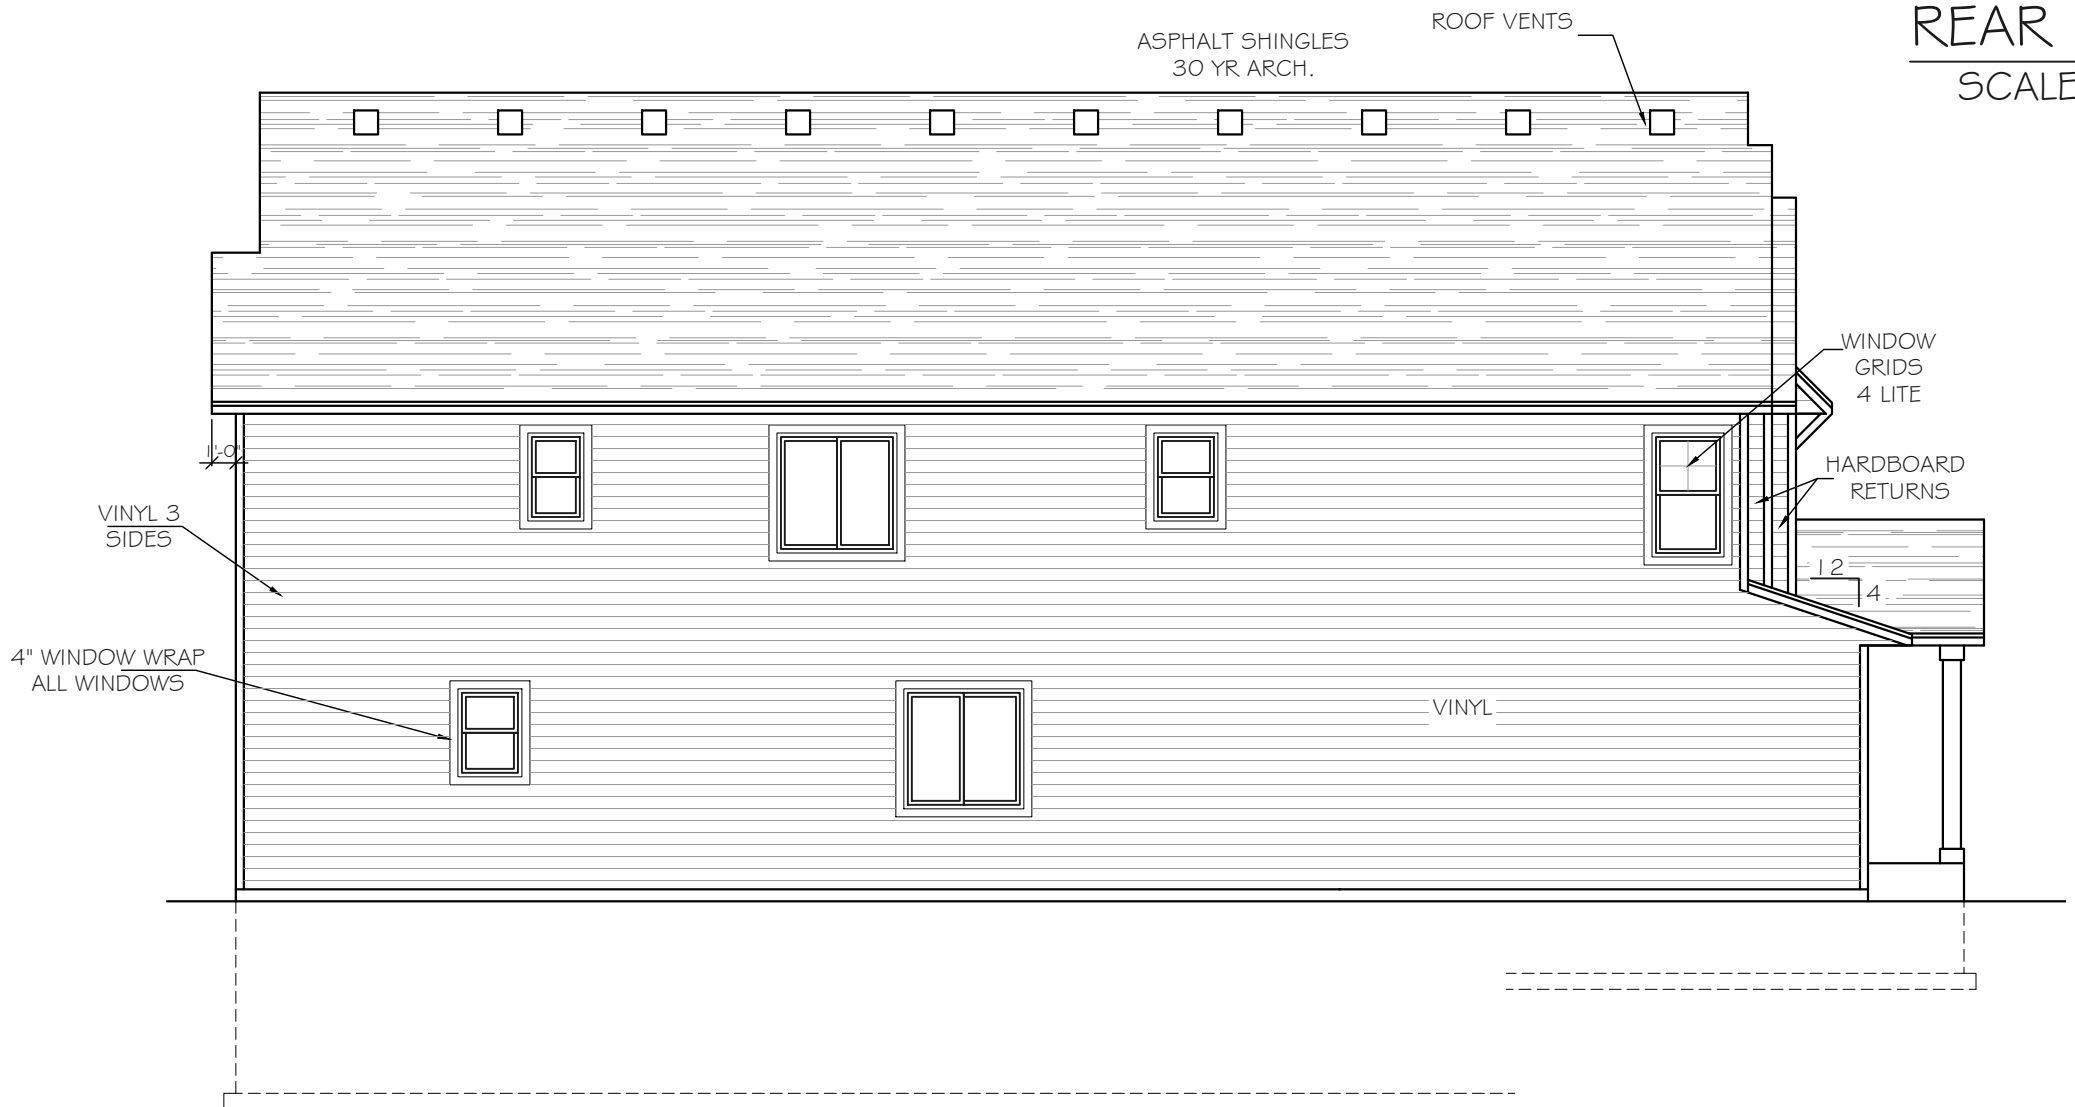 REAR
SCALE
ROOF VENTS
ASPHALT SHINGLES
30 YR ARCH.
WINDOW
GRIDS
4 LITE
1'-0"
HARDBOARD
RETURNS
VINYL 3
SIDES
12
4
4" WINDOW WRAP
ALL WINDOWS
VINYL